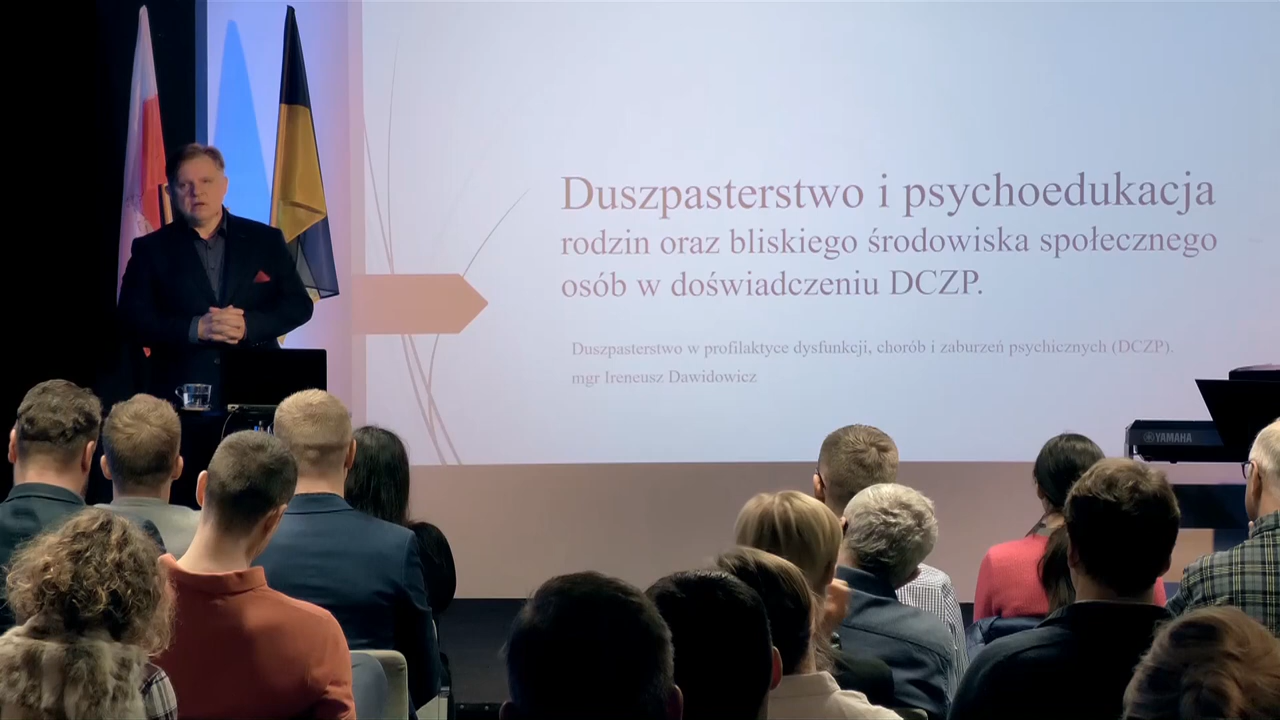 Duszpasterstwo i psychoedukacja
rodzin oraz bliskiego środowiska społecznego
osób w doświadczeniu DCZP.
Duszpasterstwo w profilaktyce dysfunkcji, chorób i zaburzeń psychicznych (DCZP).
mgr Ireneusz Dawidowicz
YAMAHA